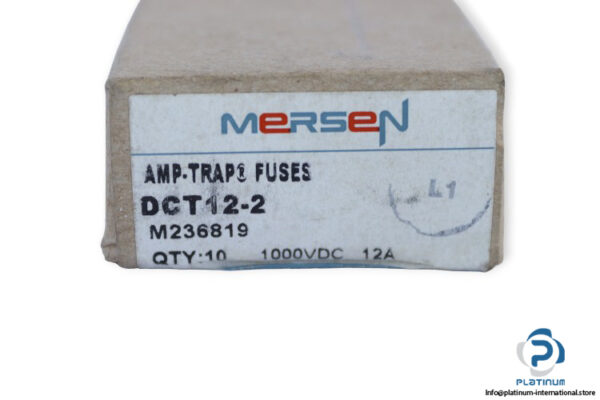 MERSEN
AMP-TRAP® FUSES
DCT12-2
L1
M236819
QTY:10 1000VDC 12A
PLATINUM
Info@platinum-international.store